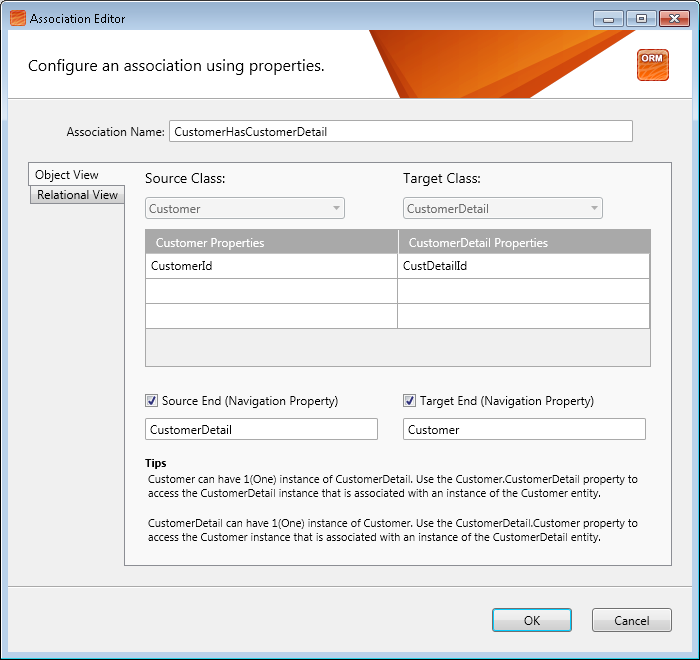 Association Editor
Configure an association using properties.
ORM
Association Name: CustomerHasCustomerDetail
Object View
Relational View
Source Class: Target Class:
Customer CustomerDetail
Customer Properties CustomerDetail Properties
CustomerId CustDetailId
Source End (Navigation Property) Target End (Navigation Property)
CustomerDetail Customer
Tips
Customer can have 1(One) instance of CustomerDetail. Use the Customer.CustomerDetail property to
access the CustomerDetail instance that is associated with an instance of the Customer entity.
CustomerDetail can have 1(One) instance of Customer. Use the CustomerDetail.Customer property to
access the Customer instance that is associated with an instance of the CustomerDetail entity.
OK Cancel